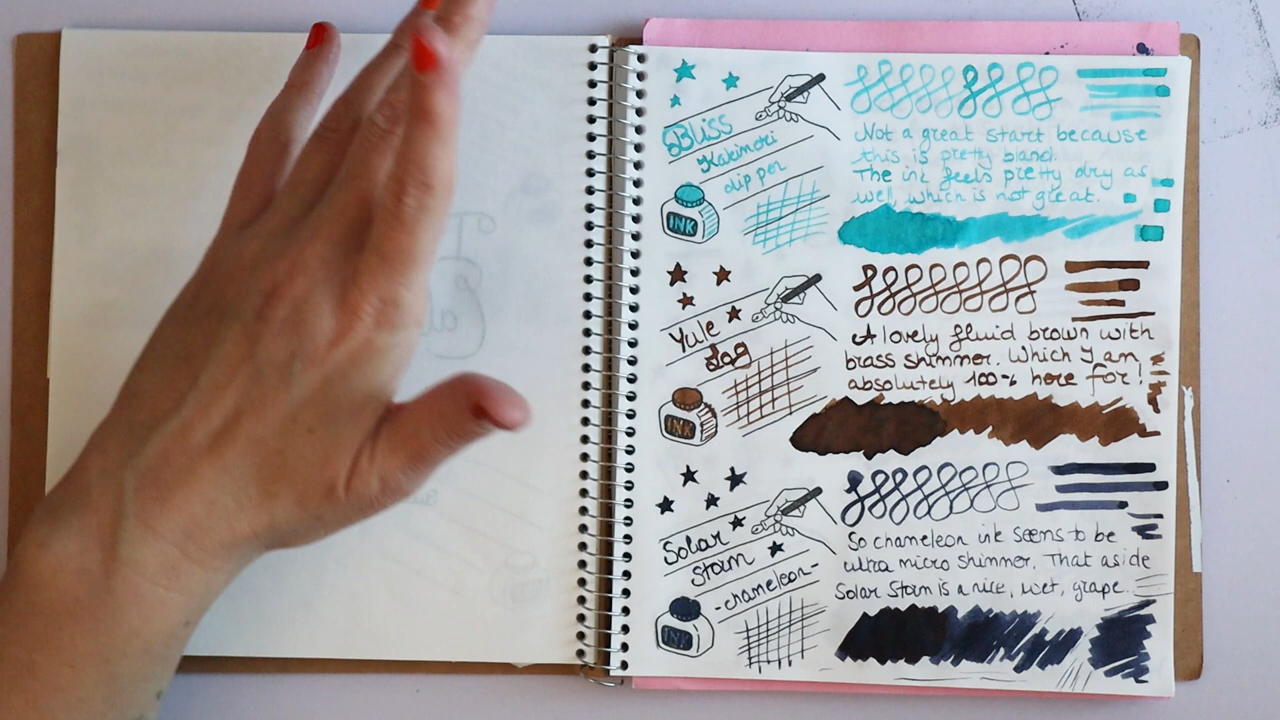 Bliss
Kakimori
dip pen
INK
Not a great start because
this is pretty bland.
The ink feels pretty dry as
well, which is not great.
Yule
Log
INK
A lovely fluid brown with
brass shimmer. Which I am
absolutely 100% here for!
Solar
Storm
-chameleon-
INK
So chameleon ink seems to be
ultra micro shimmer. That aside
Solar Storm is a nice, wet, grape.